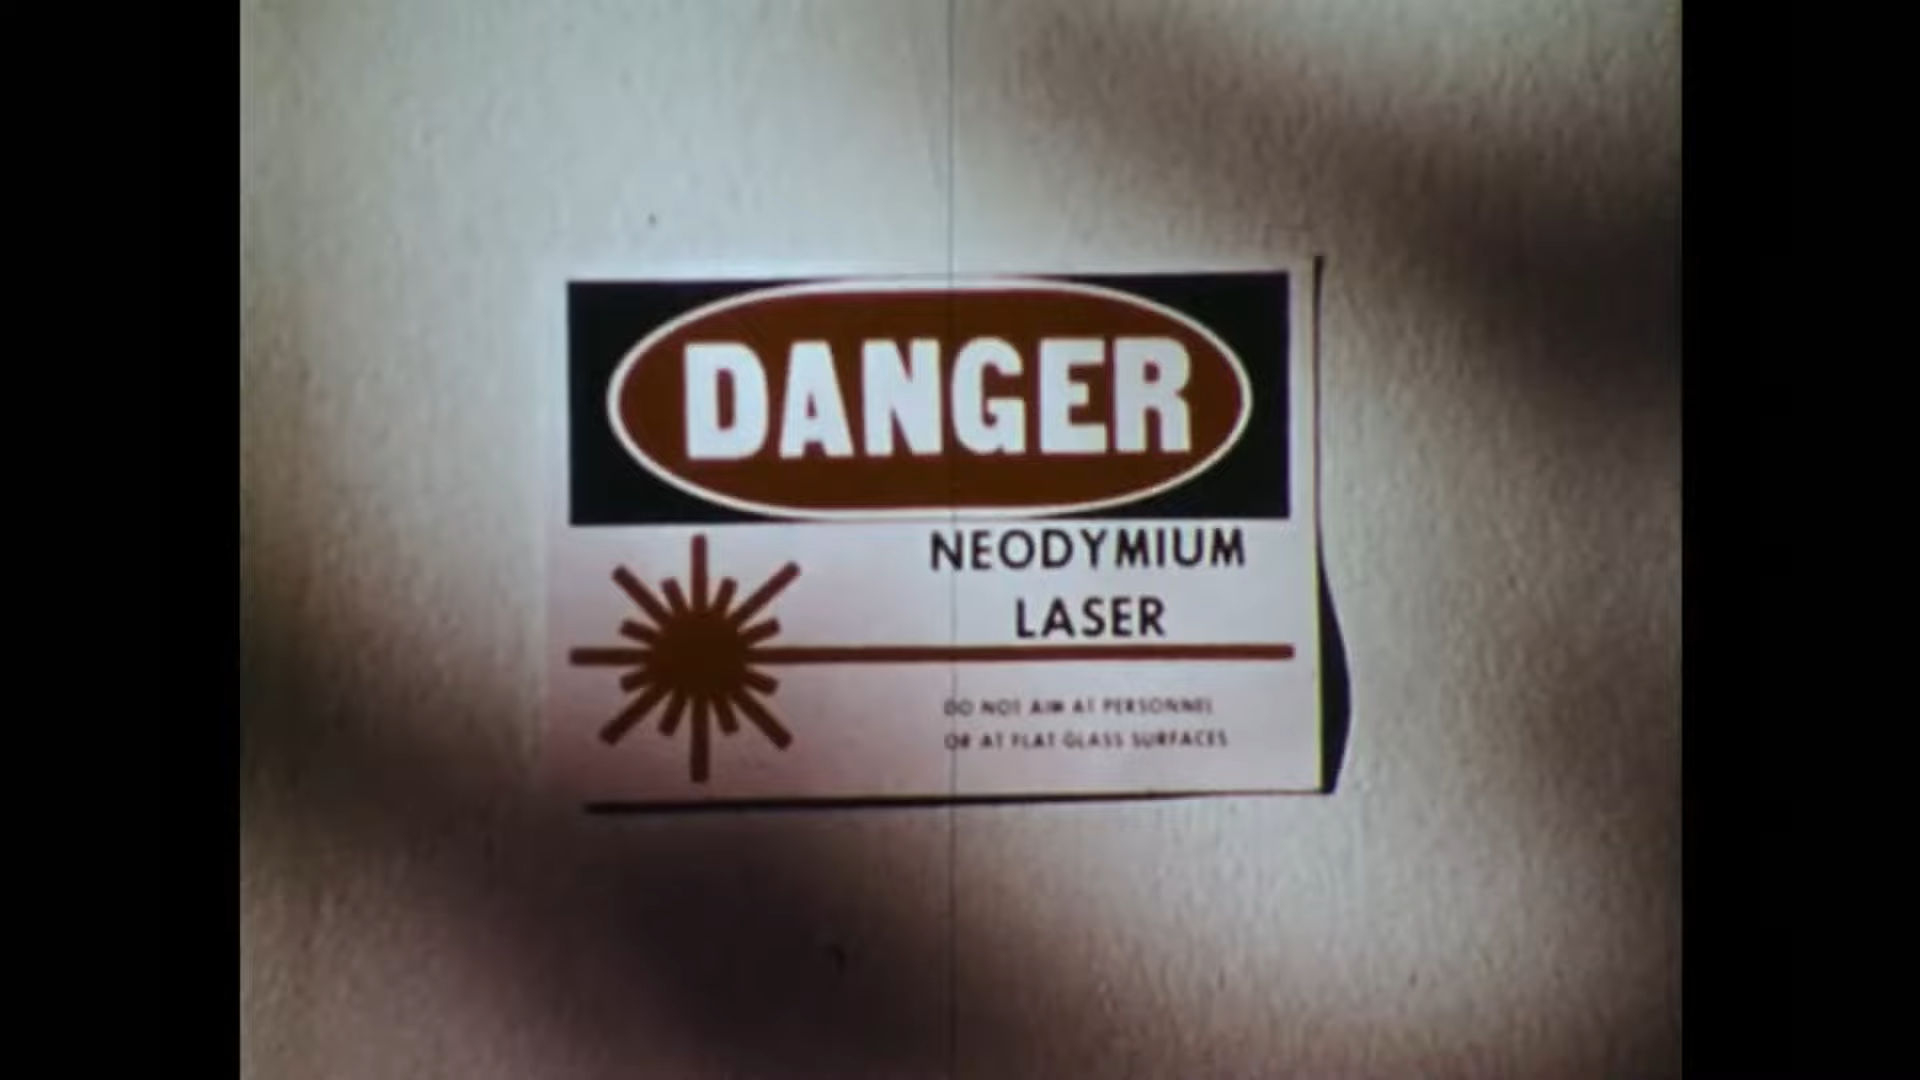 DANGER
NEODYMIUM
LASER
DO NOT AIM AT PERSONNEL
OR AT FLAT GLASS SURFACES